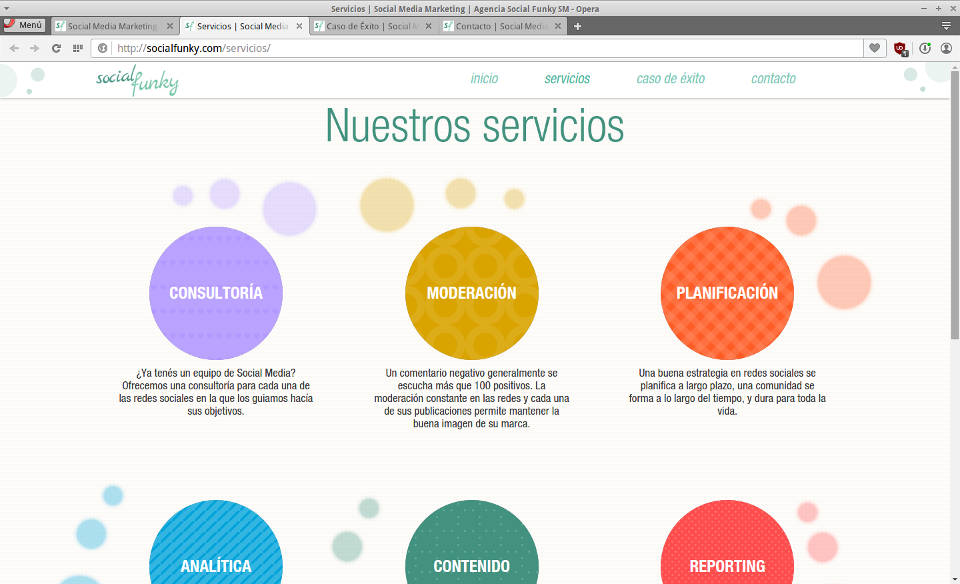 Servicios | Social Media Marketing | Agencia Social Funky SM - Opera
Menú
Social Media Marketing
Servicios | Social Media
Caso de Éxito | Social M
Contacto | Social Media
http://socialfunky.com/servicios/
social funky
inicio
servicios
caso de éxito
contacto
Nuestros servicios
CONSULTORÍA
¿Ya tenés un equipo de Social Media?
Ofrecemos una consultoría para cada una de
las redes sociales en la que los guiamos hacía
sus objetivos.
MODERACIÓN
Un comentario negativo generalmente se
escucha más que 100 positivos. La
moderación constante en las redes y cada una
de sus publicaciones permite mantener la
buena imagen de su marca.
PLANIFICACIÓN
Una buena estrategia en redes sociales se
planifica a largo plazo, una comunidad se
forma a lo largo del tiempo, y dura para toda la
vida.
ANALÍTICA
CONTENIDO
REPORTING